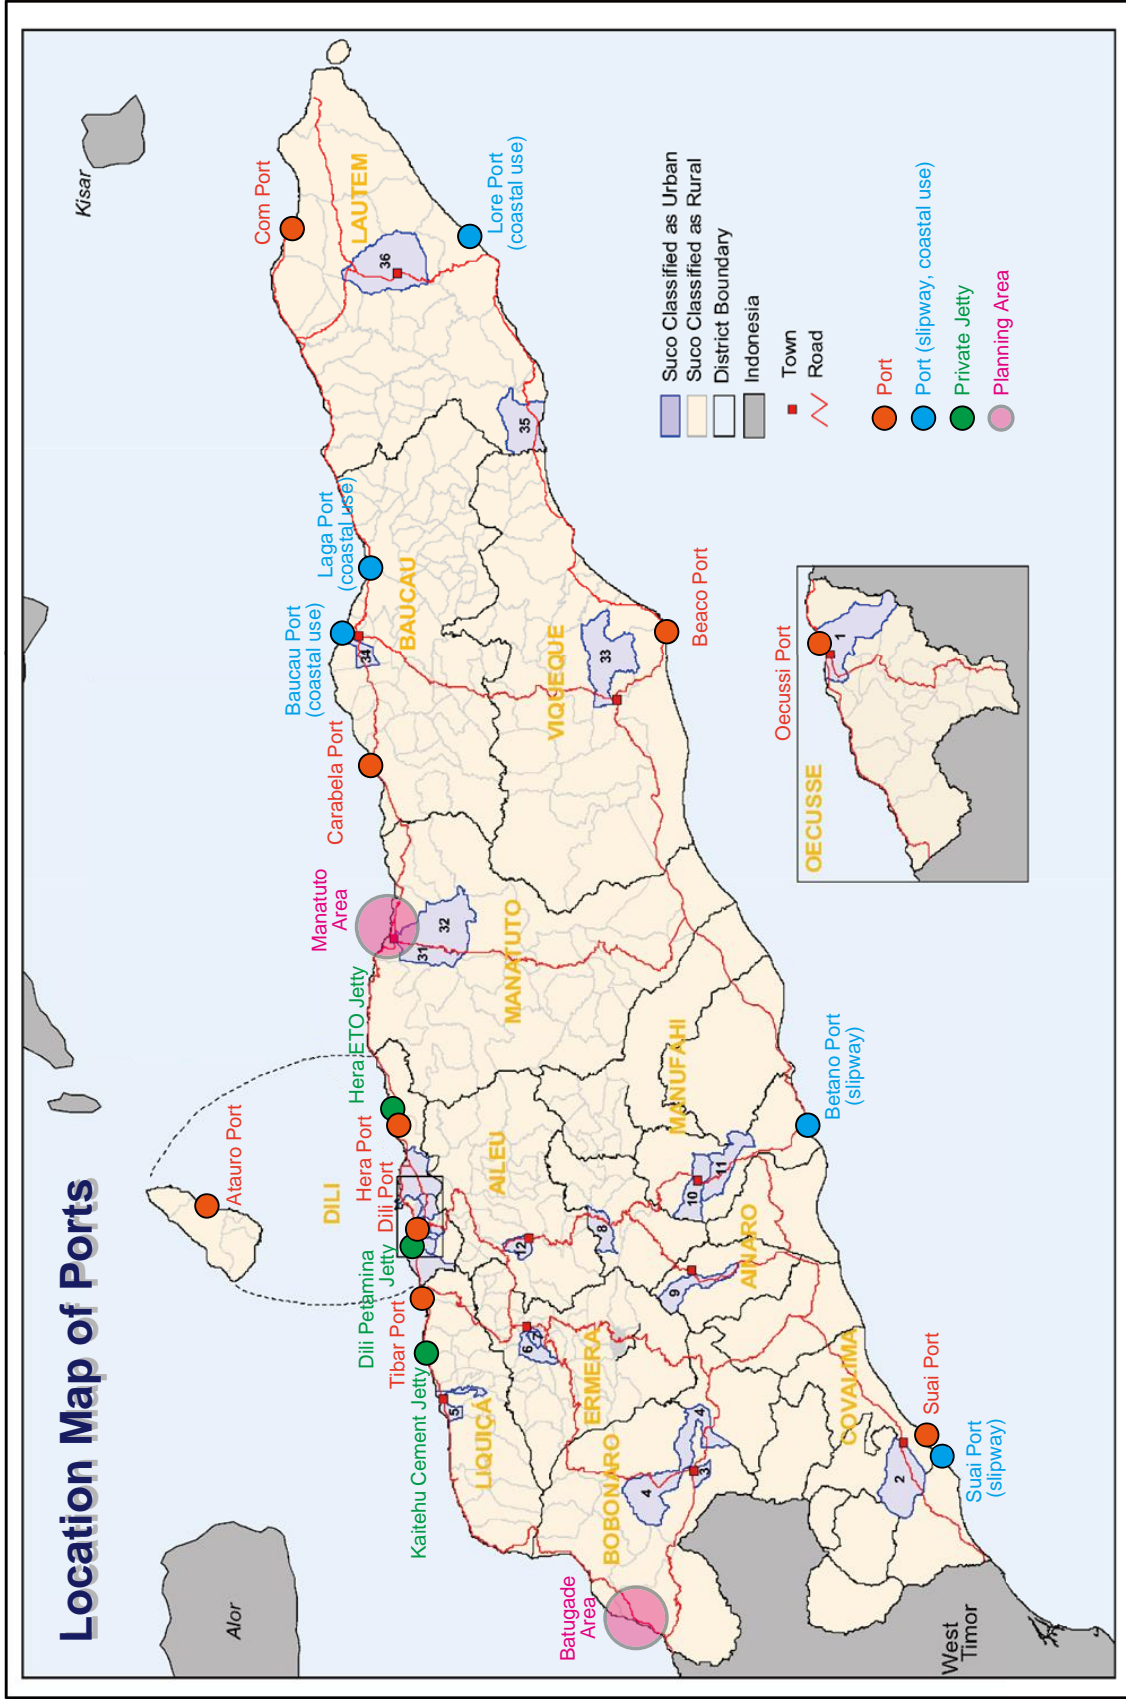 Location Map of Ports
Kisar
Alor
West
Timor
Com Port
LAUTEM
36
Lore Port
(coastal use)
35
Laga Port
(coastal use)
Baucau Port
(coastal use)
34
BAUCAU
Carabela Port
VIQUEQUE
33
Beaco Port
Manatuto
Area
31
32
MANATUTO
Hera ETO Jetty
Hera Port
Atauro Port
DILI
Dili Port
Dili Petamina
Jetty
Tibar Port
Kaitehu Cement Jetty
AILEU
12
8
MANUFAHI
10
11
Betano Port
(slipway)
AINARO
9
LIQUIÇÁ
5
6
7
ERMERA
BOBONARO
4
4
3
COVALIMA
2
Suai Port
Suai Port
(slipway)
Batugade
Area
Oecussi Port
OECUSSE
1
Suco Classified as Urban
Suco Classified as Rural
District Boundary
Indonesia
Town
Road
Port
Port (slipway, coastal use)
Private Jetty
Planning Area